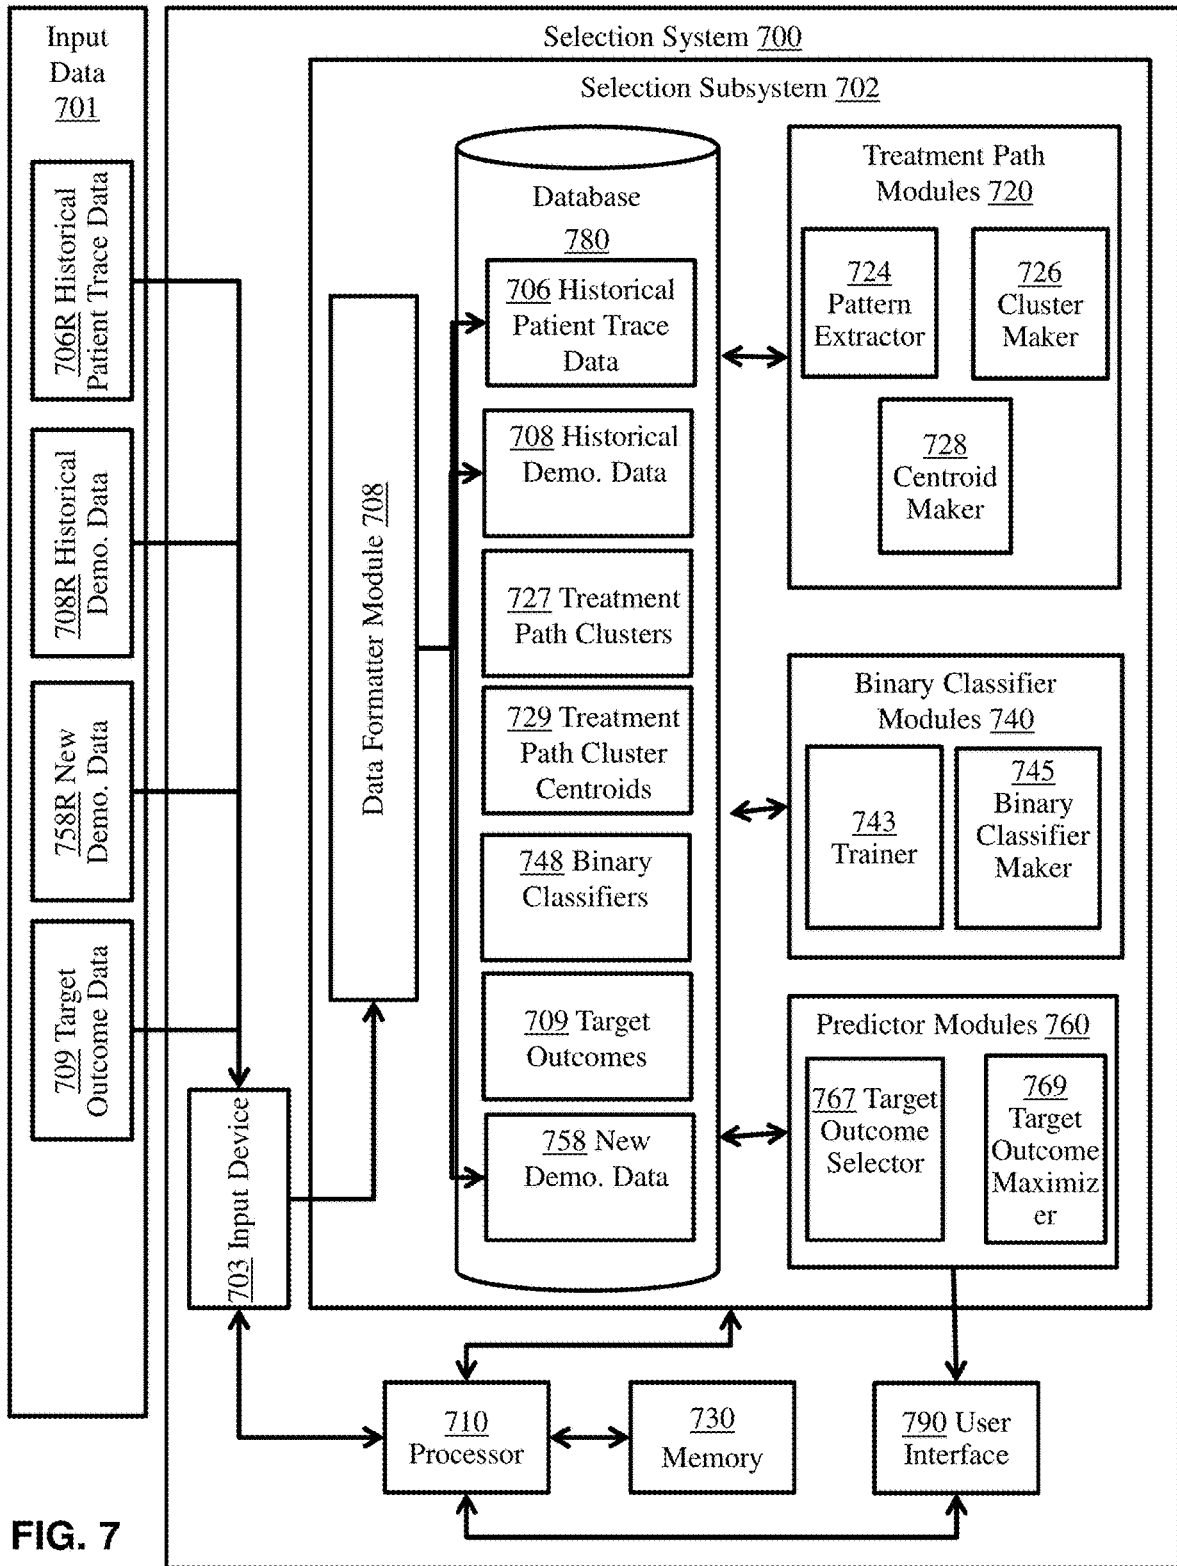 Input
Data
701
706R Historical
Patient Trace Data
708R Historical
Demo. Data
758R New
Demo. Data
709 Target
Outcome Data
Selection System 700
Selection Subsystem 702
703 Input Device
Data Formatter Module 708
Database
780
706 Historical
Patient Trace
Data
708 Historical
Demo. Data
727 Treatment
Path Clusters
729 Treatment
Path Cluster
Centroids
748 Binary
Classifiers
709 Target
Outcomes
758 New
Demo. Data
Treatment Path
Modules 720
724
Pattern
Extractor
726
Cluster
Maker
728
Centroid
Maker
Binary Classifier
Modules 740
743
Trainer
745
Binary
Classifier
Maker
Predictor Modules 760
767 Target
Outcome
Selector
769
Target
Outcome
Maximiz
er
710
Processor
730
Memory
790 User
Interface
FIG. 7